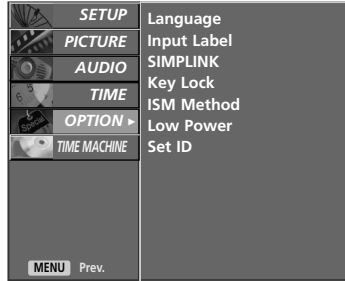 SETUP
PICTURE
AUDIO
TIME
OPTION ▸
TIME MACHINE
Language
Input Label
SIMPLINK
Key Lock
ISM Method
Low Power
Set ID
MENU Prev.